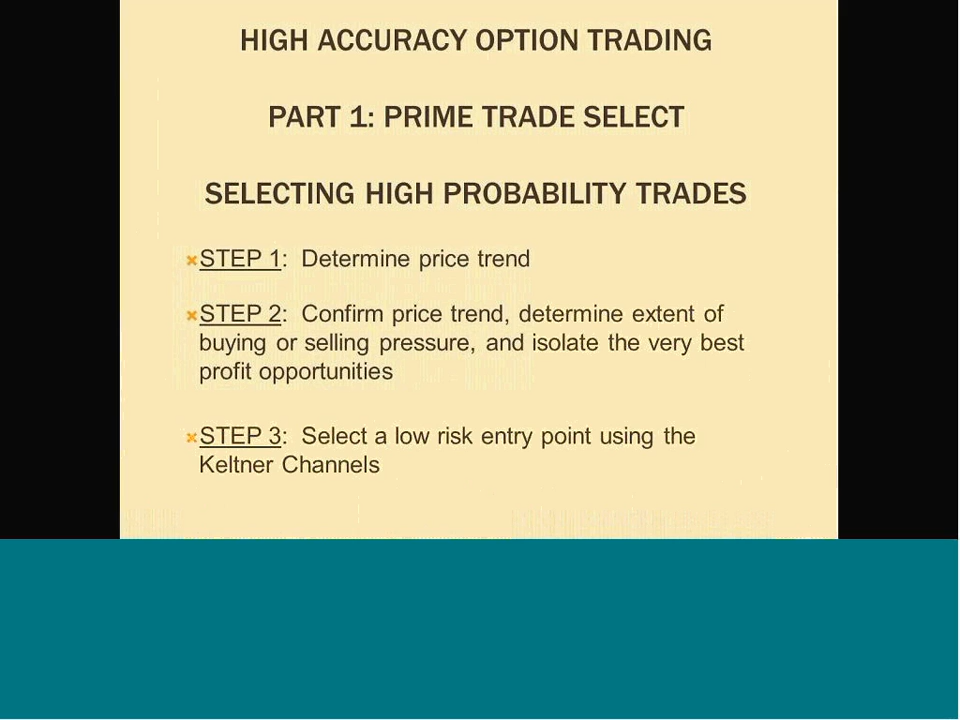 HIGH ACCURACY OPTION TRADING
PART 1: PRIME TRADE SELECT
SELECTING HIGH PROBABILITY TRADES
STEP 1: Determine price trend
STEP 2: Confirm price trend, determine extent of
buying or selling pressure, and isolate the very best
profit opportunities
STEP 3: Select a low risk entry point using the
Keltner Channels